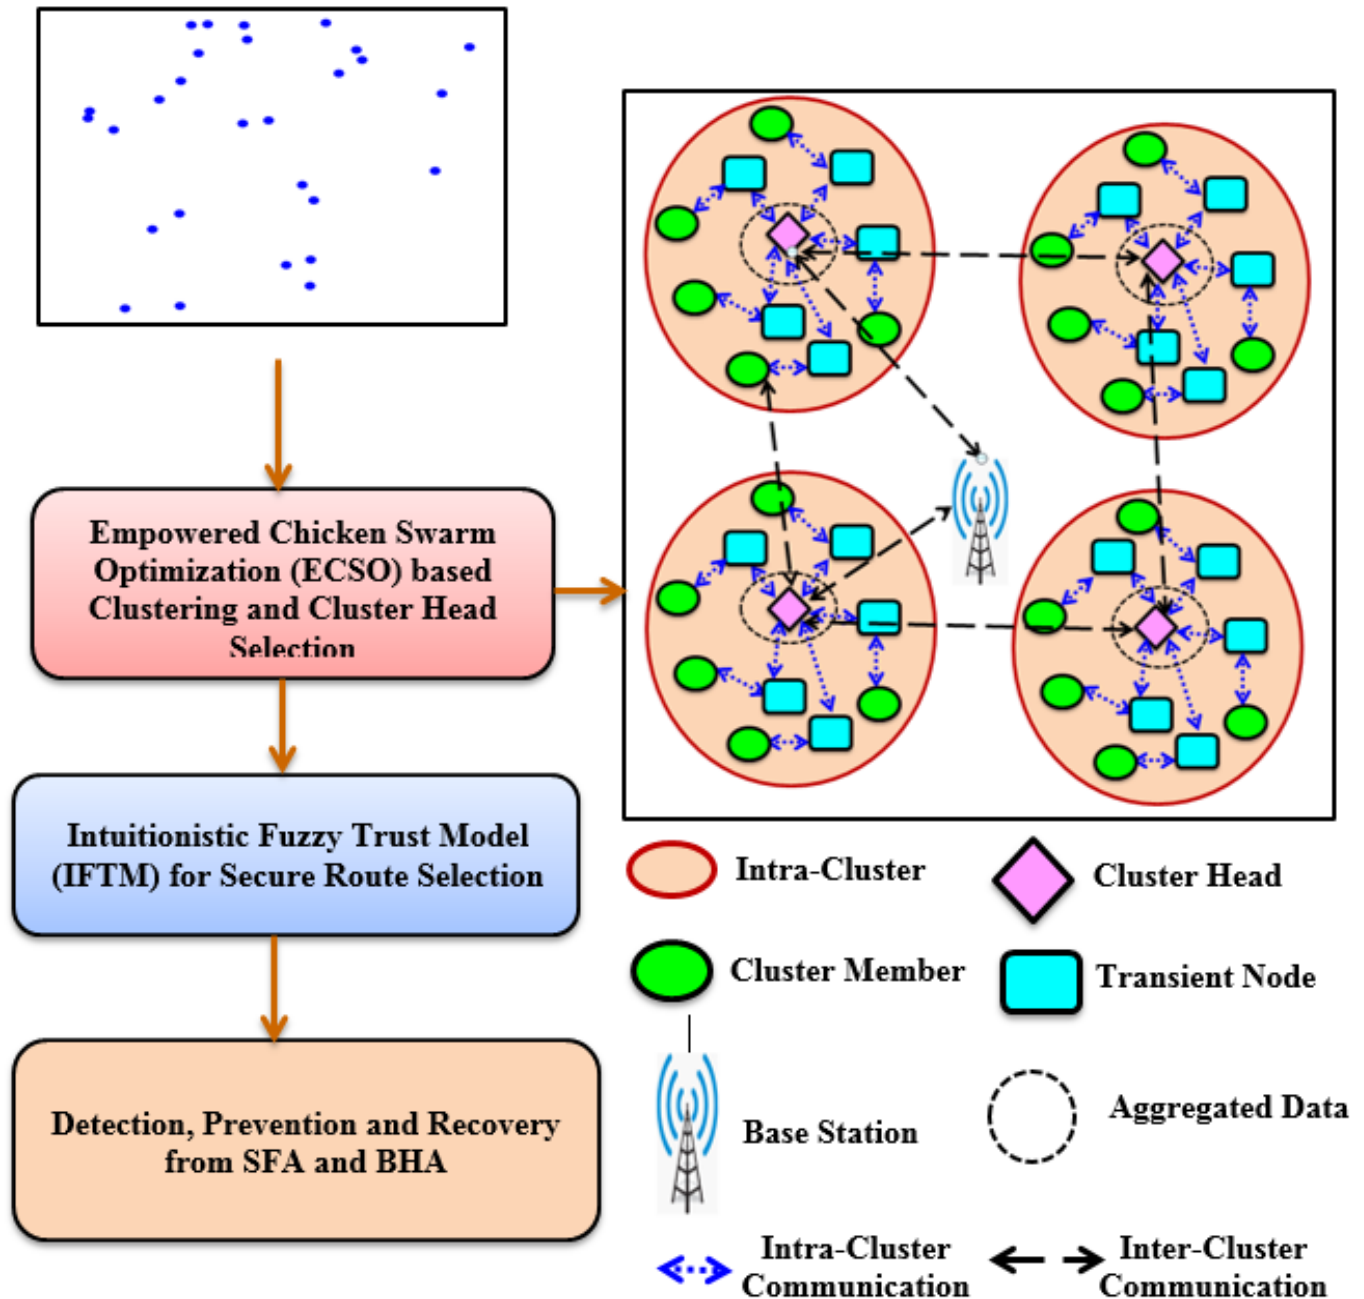 Empowered Chicken Swarm
Optimization (ECSO) based
Clustering and Cluster Head
Selection
Intuitionistic Fuzzy Trust Model
(IFTM) for Secure Route Selection
Detection, Prevention and Recovery
from SFA and BHA
Intra-Cluster
Cluster Head
Cluster Member
Transient Node
Base Station
Aggregated Data
Intra-Cluster
Communication
Inter-Cluster
Communication